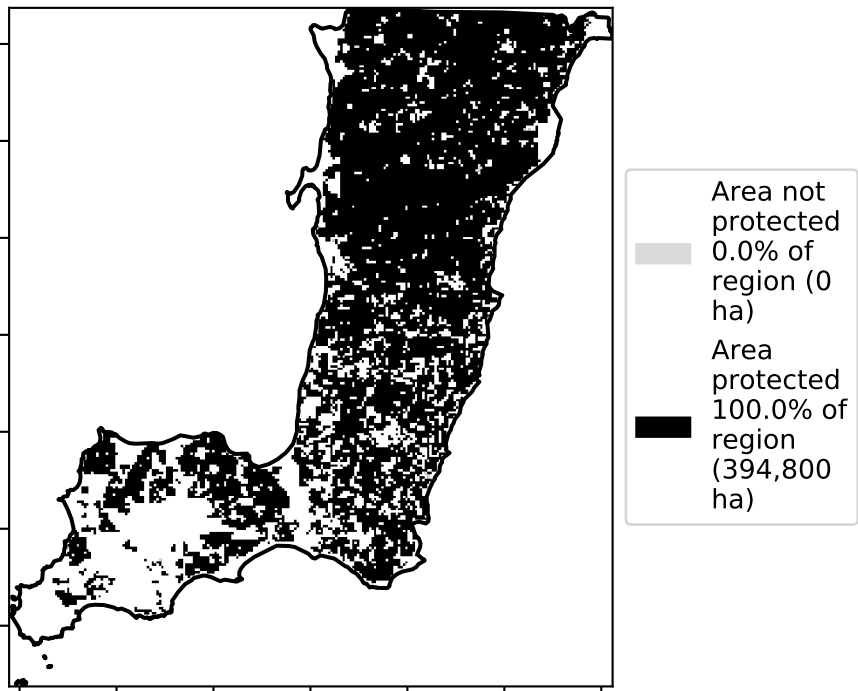 Area not
protected
0.0% of
region (0
ha)
Area
protected
100.0% of
region
(394,800
ha)